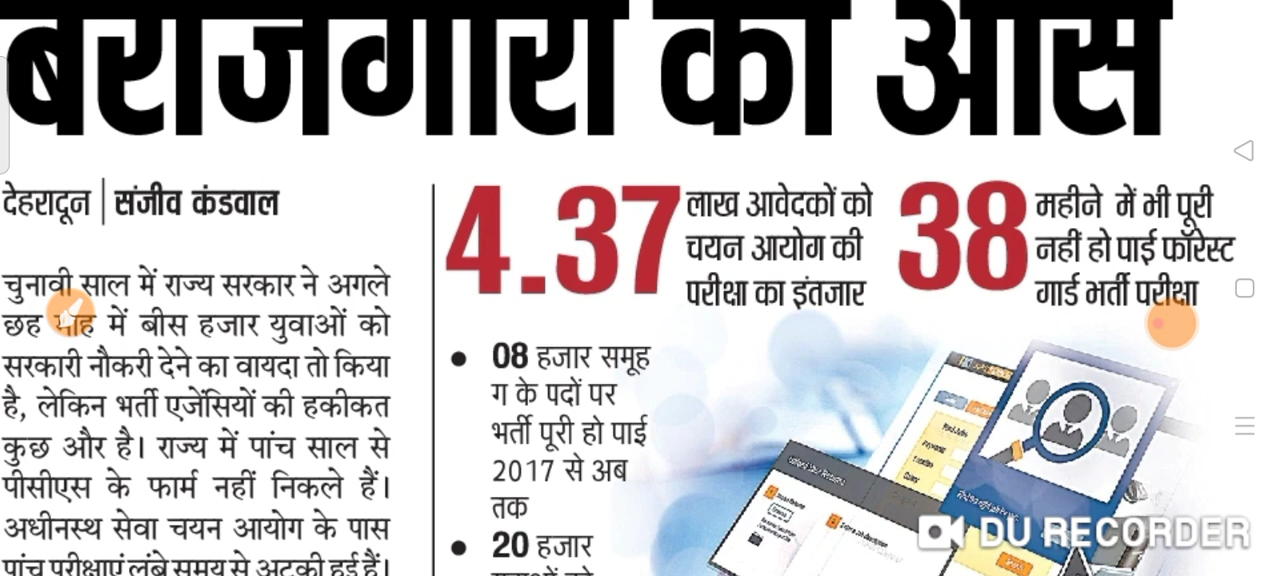 बेरोजगारों की आस
देहरादून | संजीव कंडवाल
चुनावी साल में राज्य सरकार ने अगले
छह माह में बीस हजार युवाओं को
सरकारी नौकरी देने का वायदा तो किया
है, लेकिन भर्ती एजेंसियों की हकीकत
कुछ और है। राज्य में पांच साल से
पीसीएस के फार्म नहीं निकले हैं।
अधीनस्थ सेवा चयन आयोग के पास
पांच परीक्षाएं लंबे समय से अटकी हुई हैं।
4.37 लाख आवेदकों को
चयन आयोग की
परीक्षा का इंतजार
38 महीने में भी पूरी
नहीं हो पाई फॉरेस्ट
गार्ड भर्ती परीक्षा
● 08 हजार समूह
ग के पदों पर
भर्ती पूरी हो पाई
2017 से अब
तक
● 20 हजार
DU RECORDER